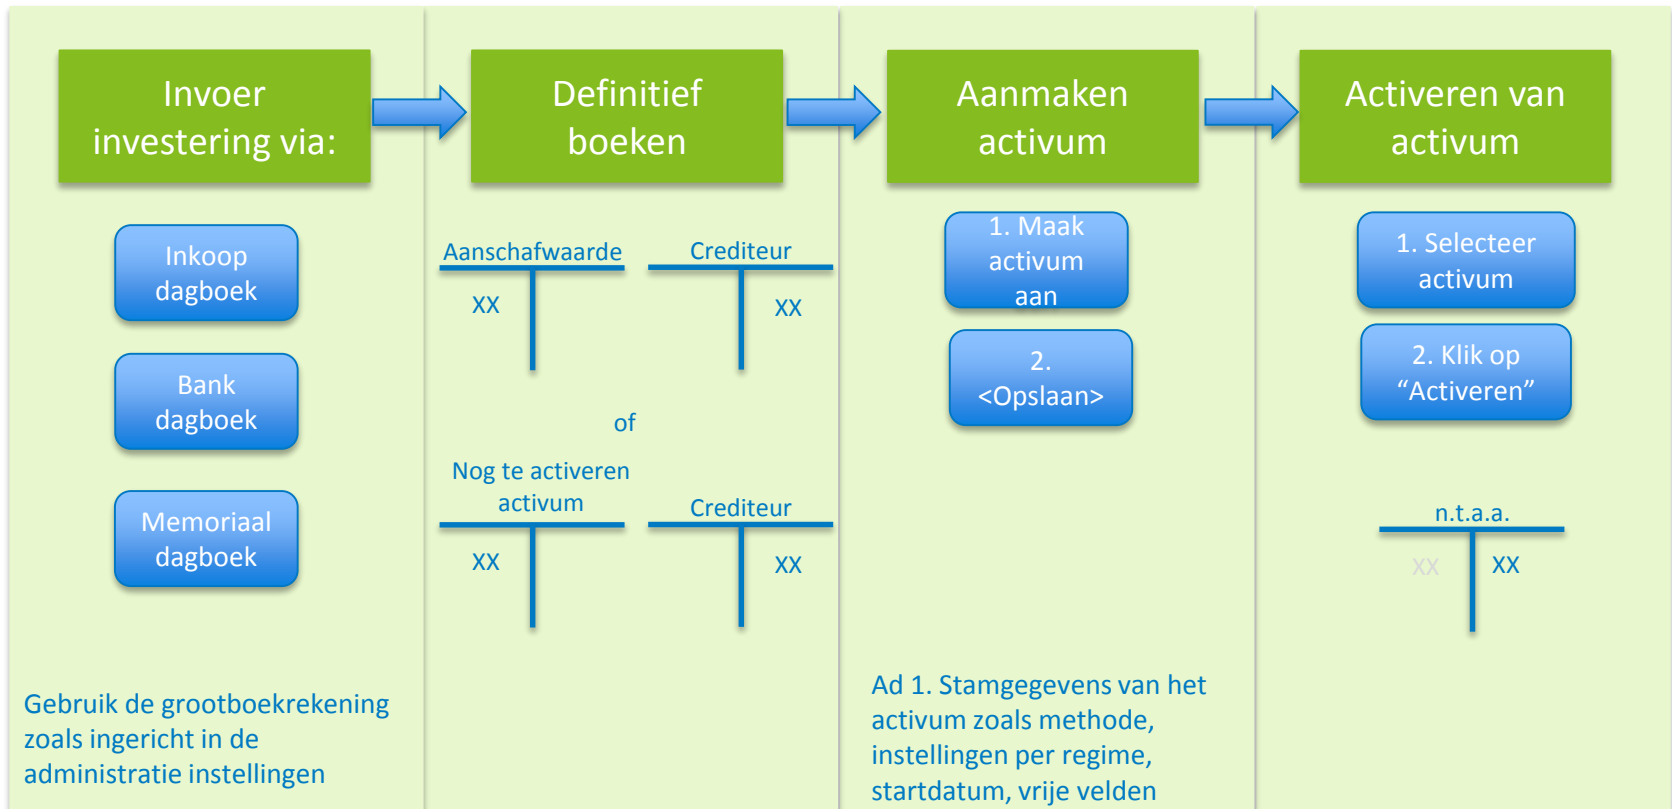 Invoer
investering via:
Definitief
boeken
Aanmaken
activum
Activeren van
activum
Inkoop
dagboek
Bank
dagboek
Memoriaal
dagboek
Gebruik de grootboekrekening
zoals ingericht in de
administratie instellingen
Aanschafwaarde
Crediteur
XX
XX
of
Nog te activeren
activum
Crediteur
XX
XX
1. Maak
activum
aan
2.
<Opslaan>
Ad 1. Stamgegevens van het
activum zoals methode,
instellingen per regime,
startdatum, vrije velden
1. Selecteer
activum
2. Klik op
“Activeren”
n.t.a.a.
XX
XX